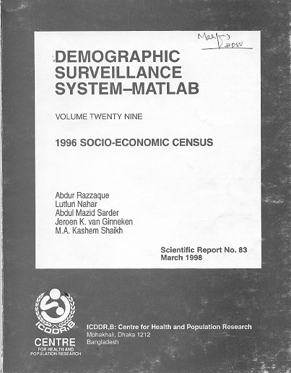 DEMOGRAPHIC
SURVEILLANCE
SYSTEM–MATLAB
VOLUME TWENTY NINE
1996 SOCIO-ECONOMIC CENSUS
Abdur Razzaque
Lutfun Nahar
Abdul Mazid Sarder
Jeroen K. van Ginneken
M.A. Kashem Shaikh
Scientific Report No. 83
March 1998
ICDDR,B
CENTRE
FOR HEALTH AND
POPULATION RESEARCH
ICDDR,B: Centre for Health and Population Research
Mohakhali, Dhaka 1212
Bangladesh